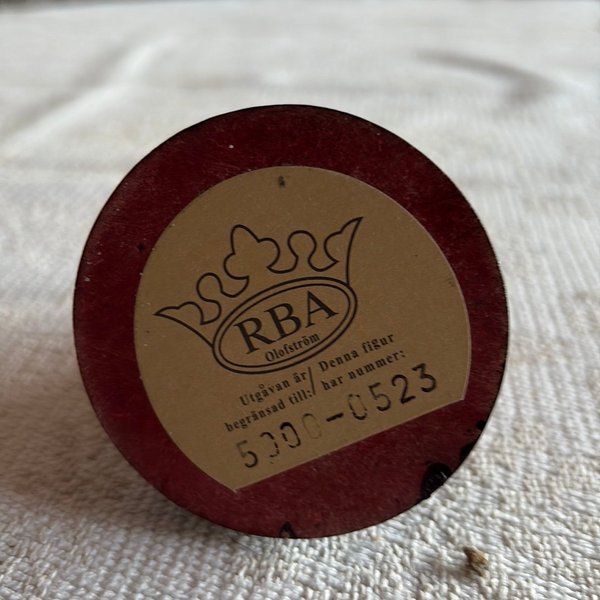 RBA
Olofström
Utgåvan är / Denna figur
begränsad till: / har nummer:
5000-0523